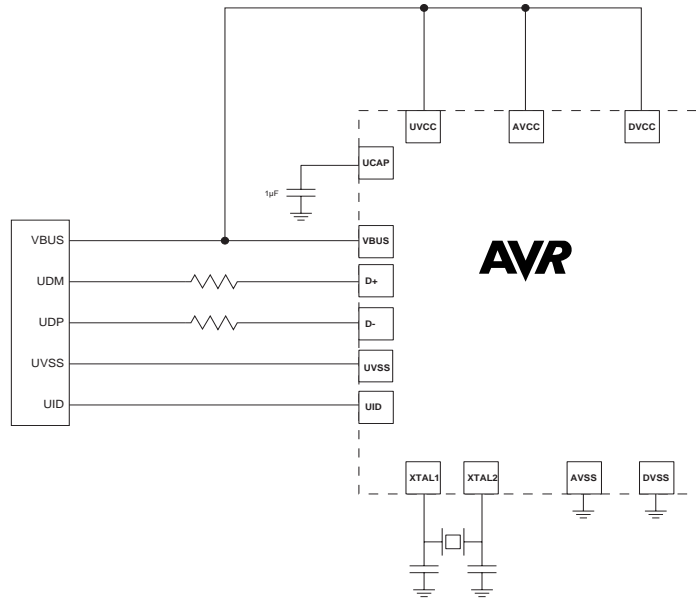 UVCC AVCC DVCC
UCAP
1µF
VBUS VBUS
AVR
UDM D+
UDP D-
UVSS UVSS
UID UID
XTAL1 XTAL2 AVSS DVSS